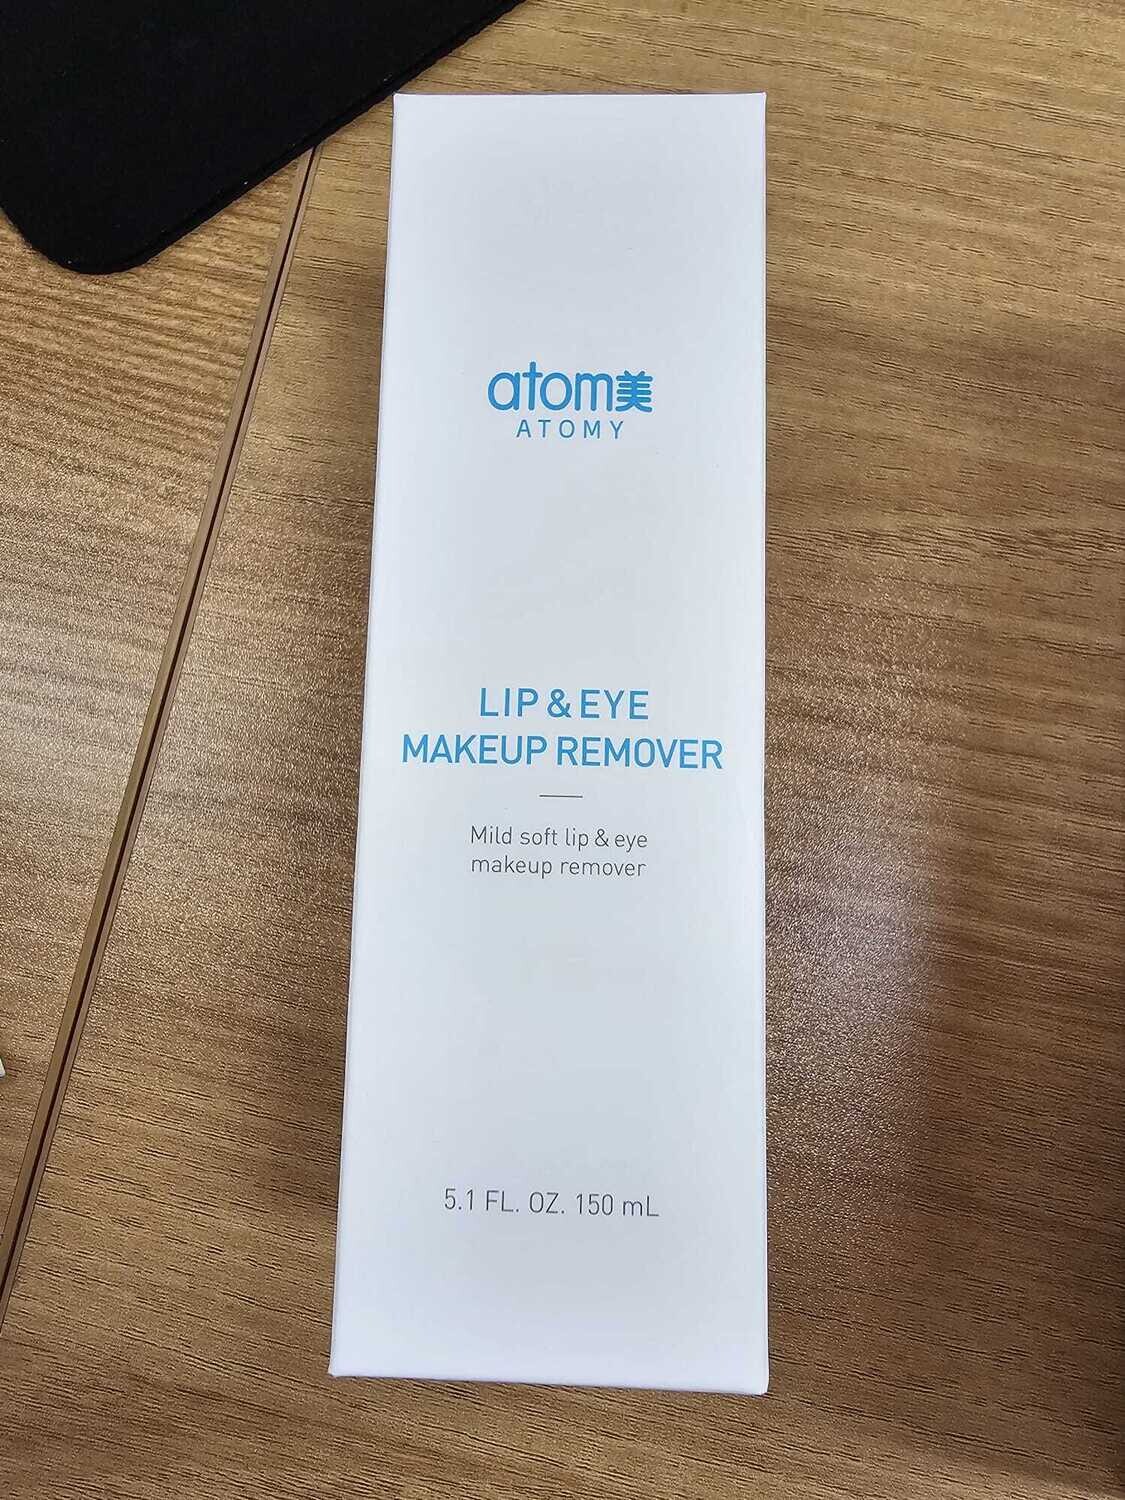 atom美
ATOMY
LIP & EYE
MAKEUP REMOVER
Mild soft lip & eye
makeup remover
5.1 FL. OZ. 150 mL